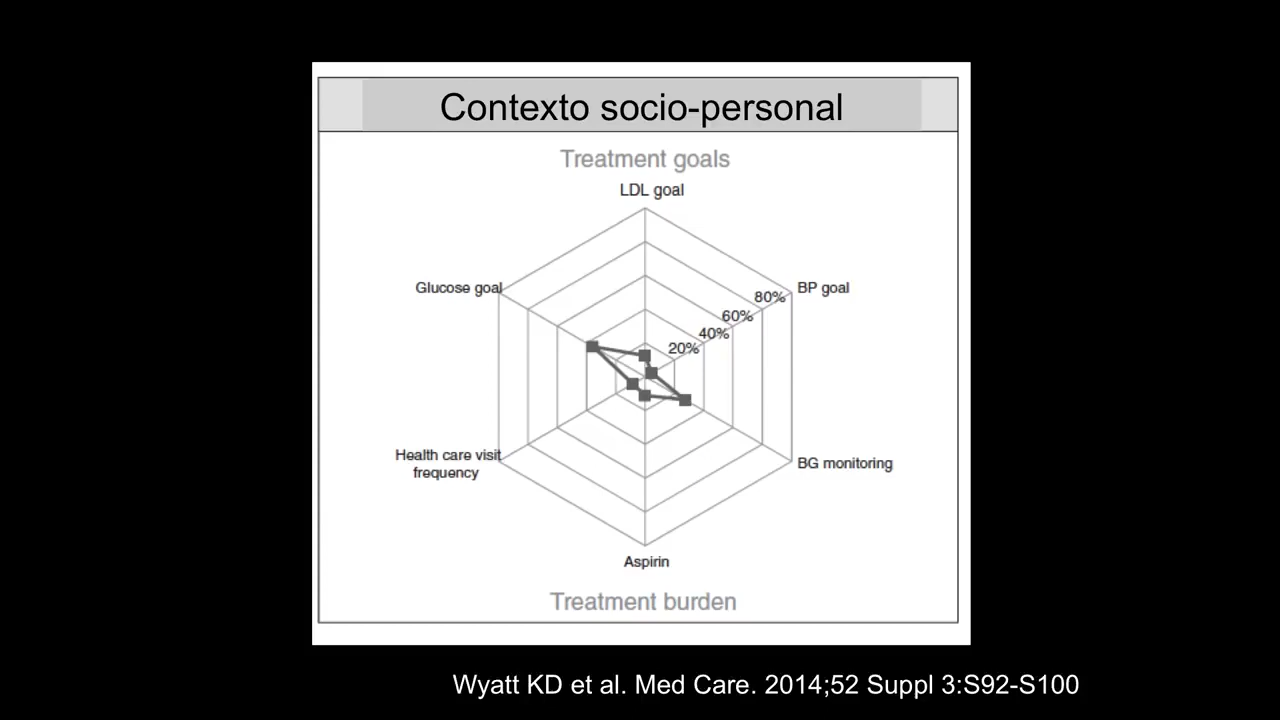 Contexto socio-personal
Treatment goals
LDL goal
Glucose goal
BP goal
80%
60%
40%
20%
Health care visit
frequency
BG monitoring
Aspirin
Treatment burden
Wyatt KD et al. Med Care. 2014;52 Suppl 3:S92-S100